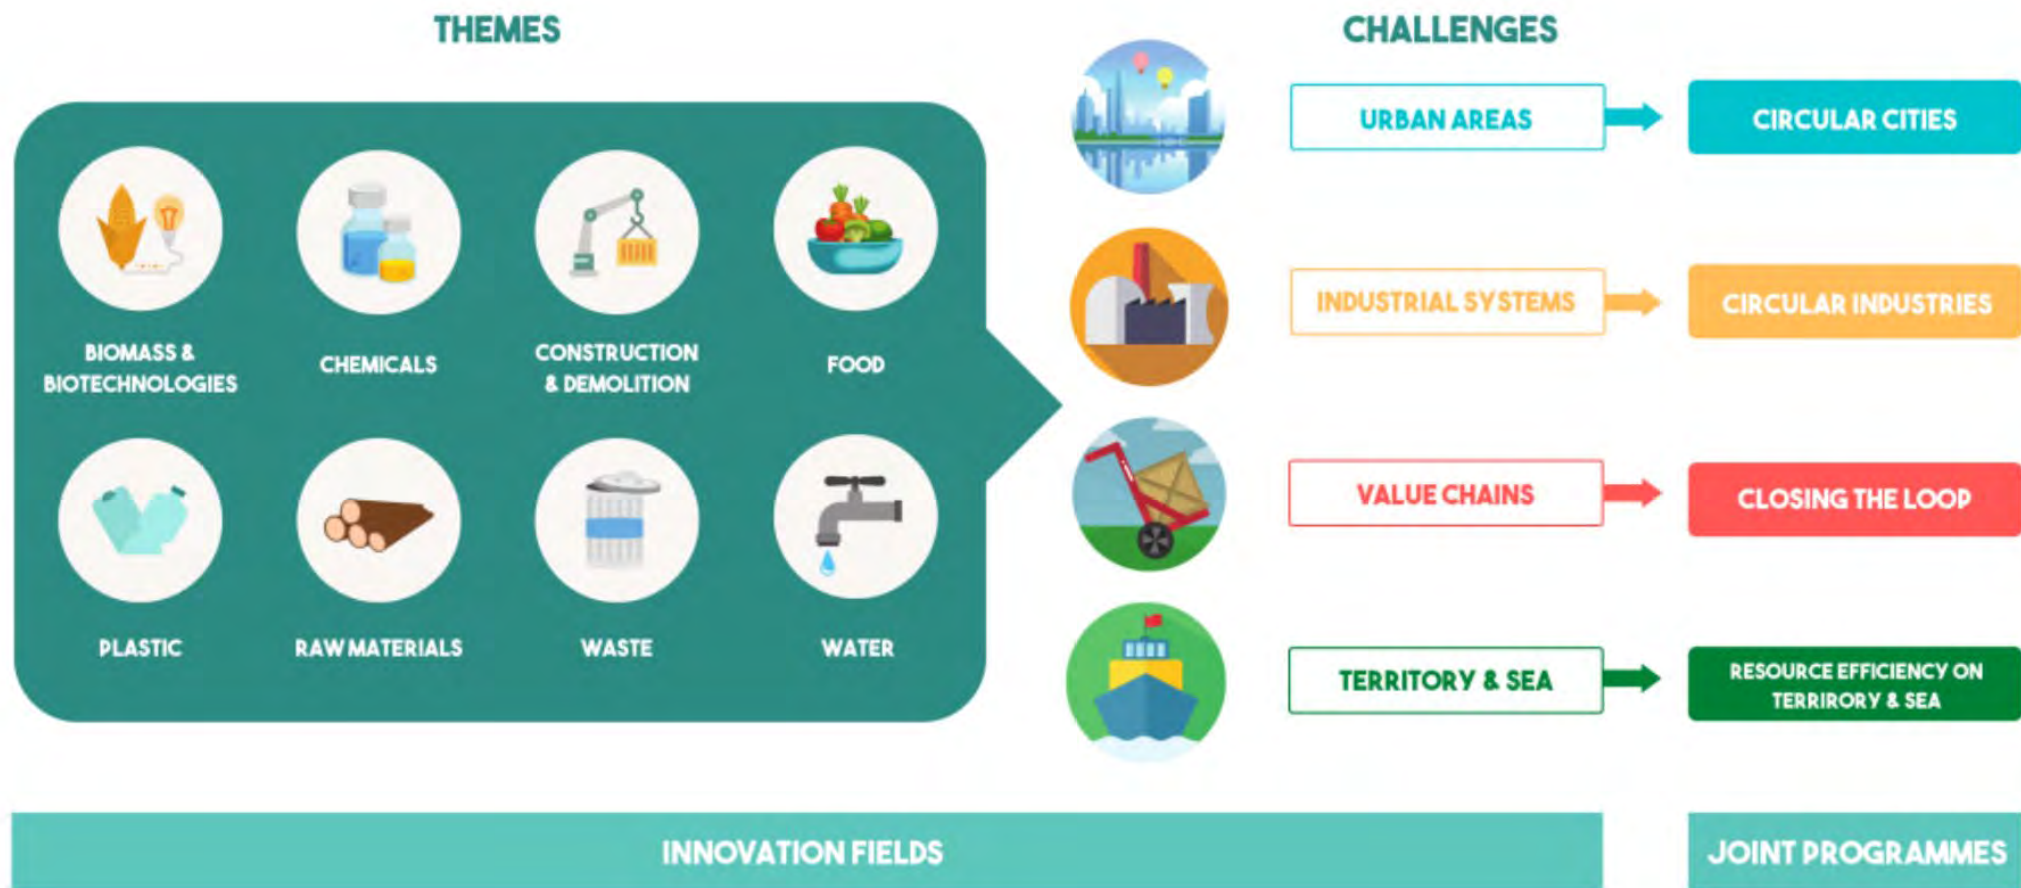 THEMES
BIOMASS &
BIOTECHNOLOGIES
CHEMICALS
CONSTRUCTION
& DEMOLITION
FOOD
PLASTIC
RAW MATERIALS
WASTE
WATER
CHALLENGES
URBAN AREAS
CIRCULAR CITIES
INDUSTRIAL SYSTEMS
CIRCULAR INDUSTRIES
VALUE CHAINS
CLOSING THE LOOP
TERRITORY & SEA
RESOURCE EFFICIENCY ON
TERRIRORY & SEA
INNOVATION FIELDS
JOINT PROGRAMMES